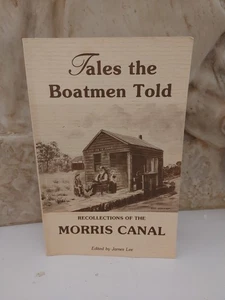 Tales the
Boatmen Told
RECOLLECTIONS OF THE
MORRIS CANAL
Edited by James Lee